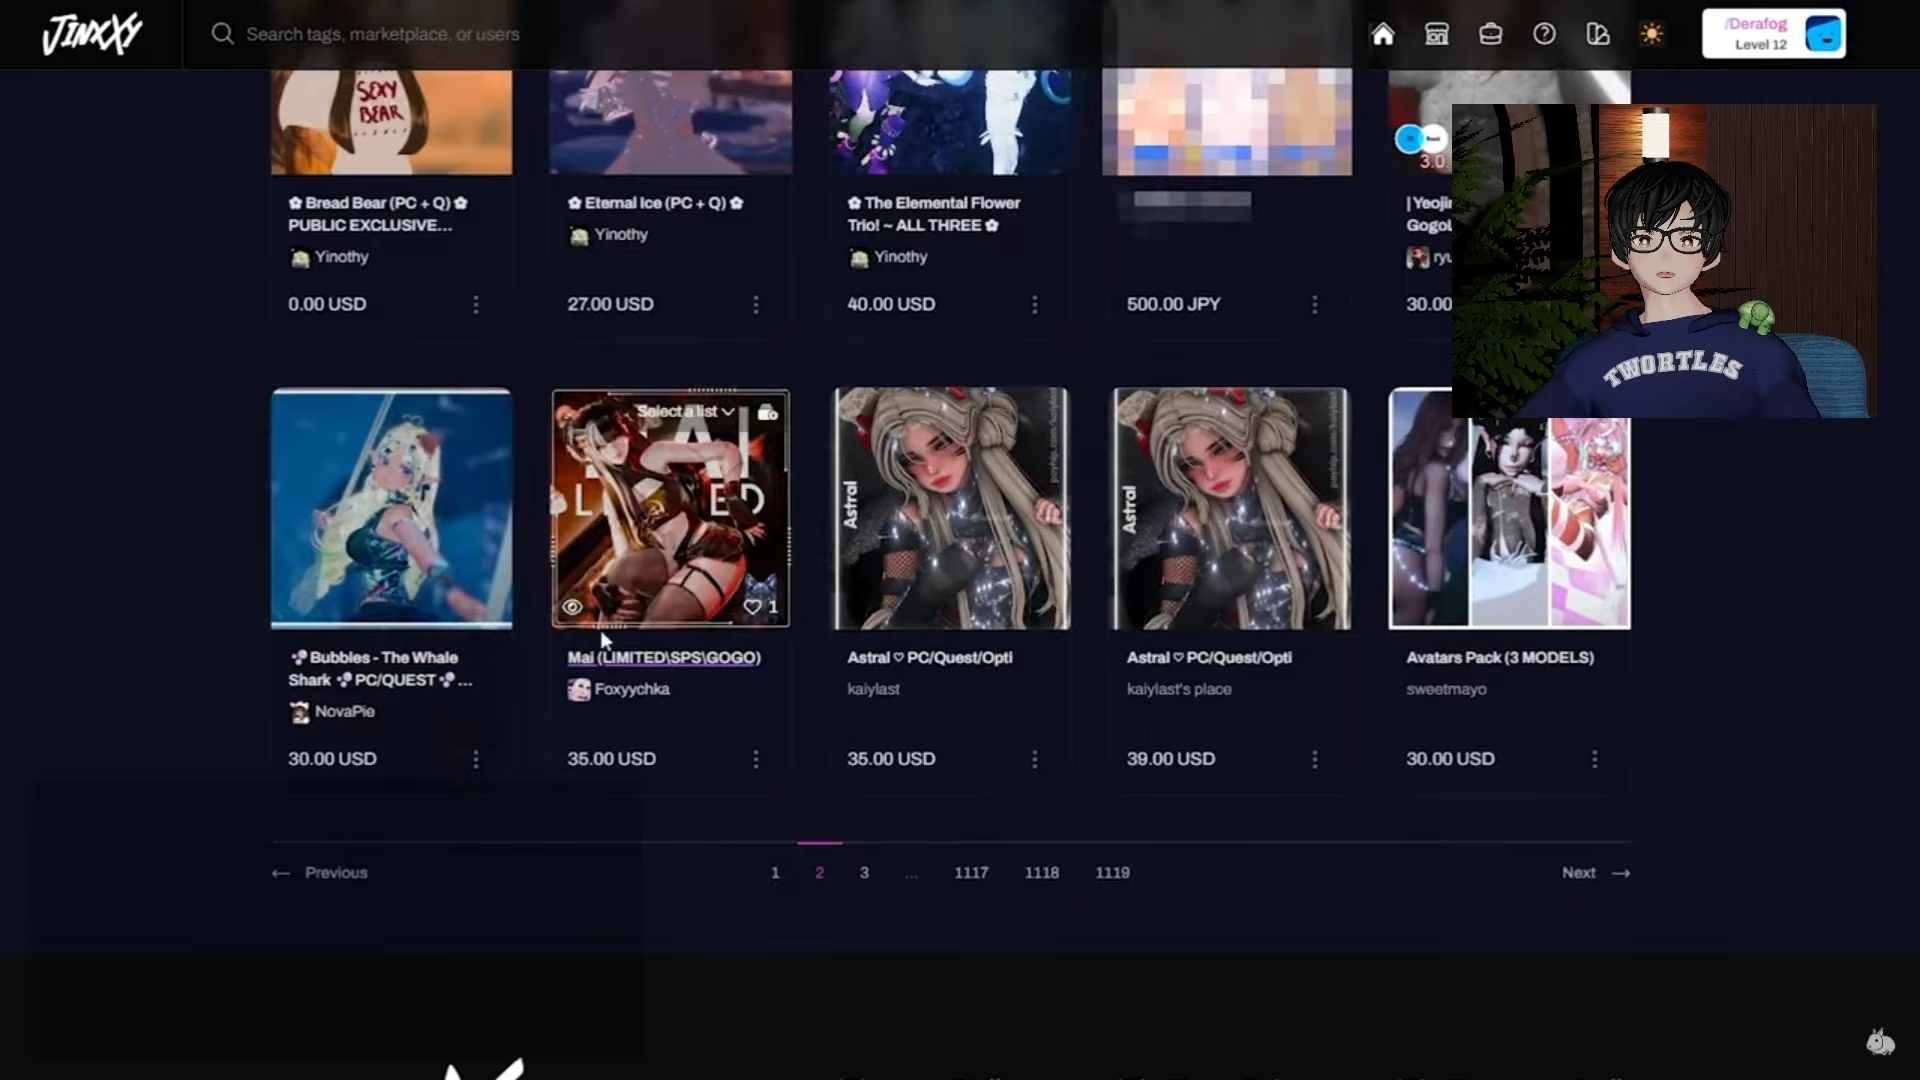 JINXXY
Search tags, marketplace, or users
/Derafog
Level 12
SEXY
BEAR
3.0
✿ Bread Bear (PC + Q) ✿
PUBLIC EXCLUSIVE...
Yinothy
0.00 USD
✿ Eternal Ice (PC + Q) ✿
Yinothy
27.00 USD
✿ The Elemental Flower
Trio! ~ ALL THREE ✿
Yinothy
40.00 USD
500.00 JPY
30.00
TWORTLES
Select a list
1
Astral
Astral
Bubbles - The Whale
Shark PC/QUEST ...
NovaPie
30.00 USD
Mai (LIMITED\SPS\GOGO)
Foxyychka
35.00 USD
Astral ♡ PC/Quest/Opti
kaiylast
35.00 USD
Astral ♡ PC/Quest/Opti
kaiylast's place
39.00 USD
Avatars Pack (3 MODELS)
sweetmayo
30.00 USD
← Previous
1 2 3 ... 1117 1118 1119
Next →